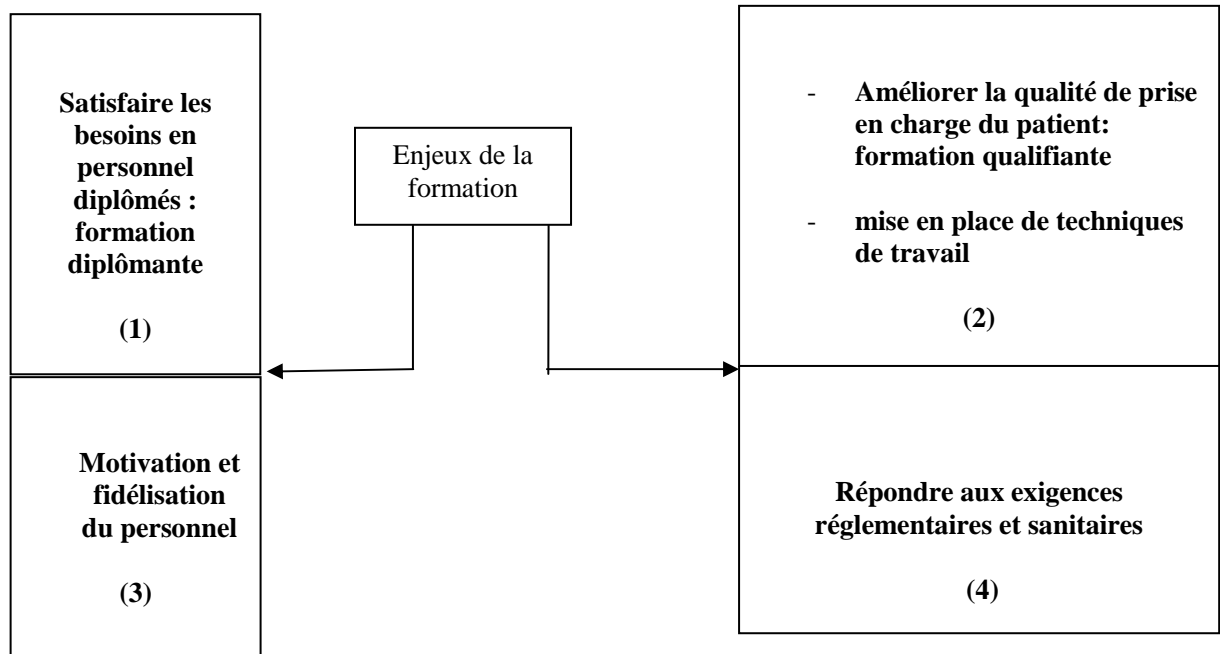 Satisfaire les
besoins en
personnel
diplômés :
formation
diplômante
(1)
Enjeux de la
formation
- Améliorer la qualité de prise
en charge du patient:
formation qualifiante
- mise en place de techniques
de travail
(2)
Motivation et
fidélisation
du personnel
(3)
Répondre aux exigences
réglementaires et sanitaires
(4)